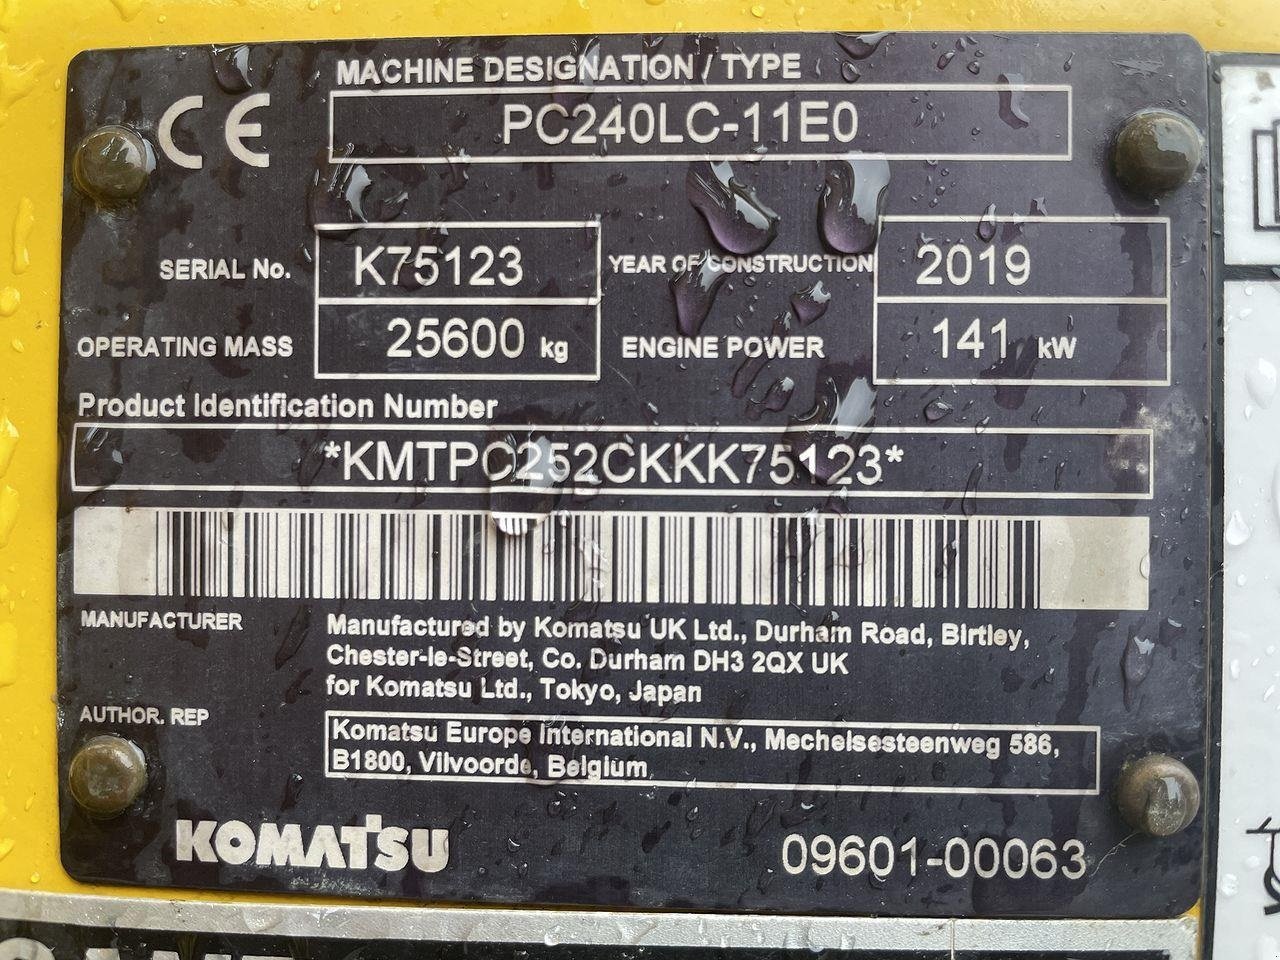 MACHINE DESIGNATION / TYPE
CE
PC240LC-11E0
SERIAL No.
K75123
YEAR OF CONSTRUCTION
2019
OPERATING MASS
25600 kg
ENGINE POWER
141 kW
Product Identification Number
*KMTPC252CKKK75123*
MANUFACTURER
Manufactured by Komatsu UK Ltd., Durham Road, Birtley,
Chester-le-Street, Co. Durham DH3 2QX UK
for Komatsu Ltd., Tokyo, Japan
AUTHOR. REP
Komatsu Europe International N.V., Mechelsesteenweg 586,
B1800, Vilvoorde, Belgium
KOMATSU
09601-00063